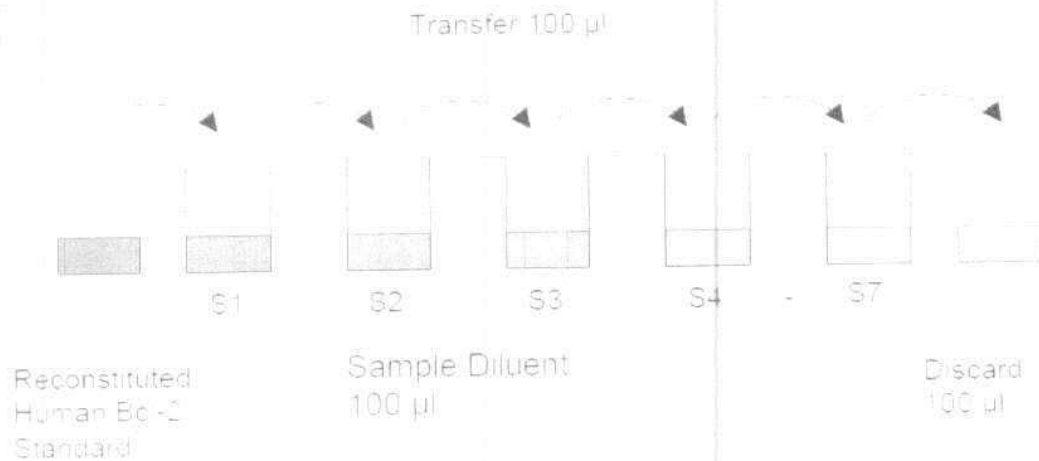 Transfer 100 µl
S1 S2 S3 S4 - S7
Reconstituted
Human Bcl-2
Standard
Sample Diluent
100 µl
Discard
100 µl